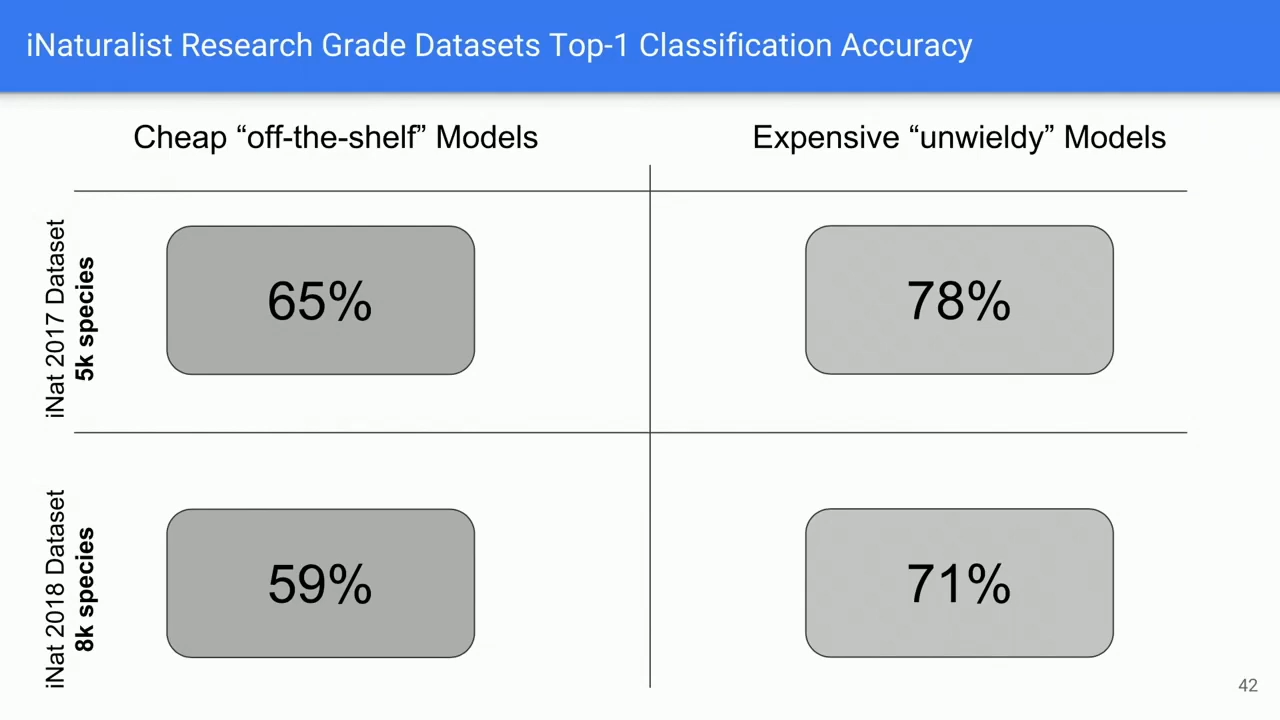 iNaturalist Research Grade Datasets Top-1 Classification Accuracy
Cheap “off-the-shelf” Models
Expensive “unwieldy” Models
iNat 2017 Dataset
5k species
65%
78%
iNat 2018 Dataset
8k species
59%
71%
42